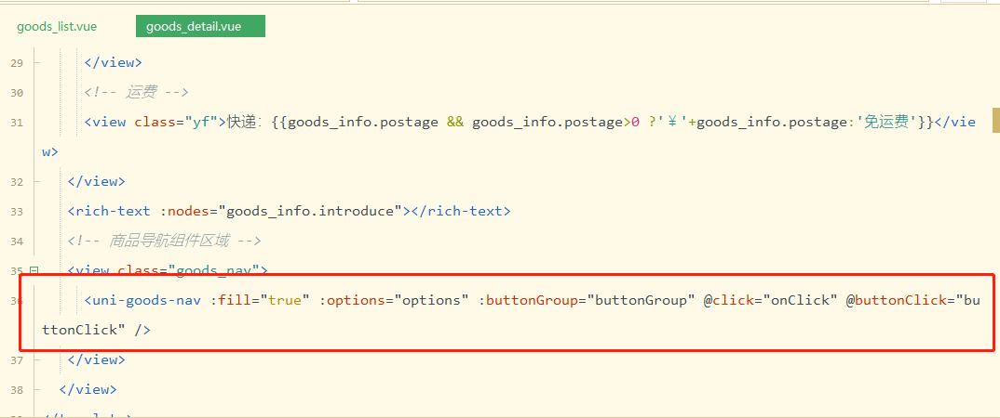 goods_list.vue goods_detail.vue
29 </view>
30 <!-- 运费 -->
31 <view class="yf">快递: {{goods_info.postage && goods_info.postage>0 ?'￥'+goods_info.postage:'免运费'}}</vie
w>
32 </view>
33 <rich-text :nodes="goods_info.introduce"></rich-text>
34 <!-- 商品导航组件区域 -->
35 <view class="goods_nav">
36 <uni-goods-nav :fill="true" :options="options" :buttonGroup="buttonGroup" @click="onClick" @buttonClick="bu
ttonClick" />
37 </view>
38 </view>